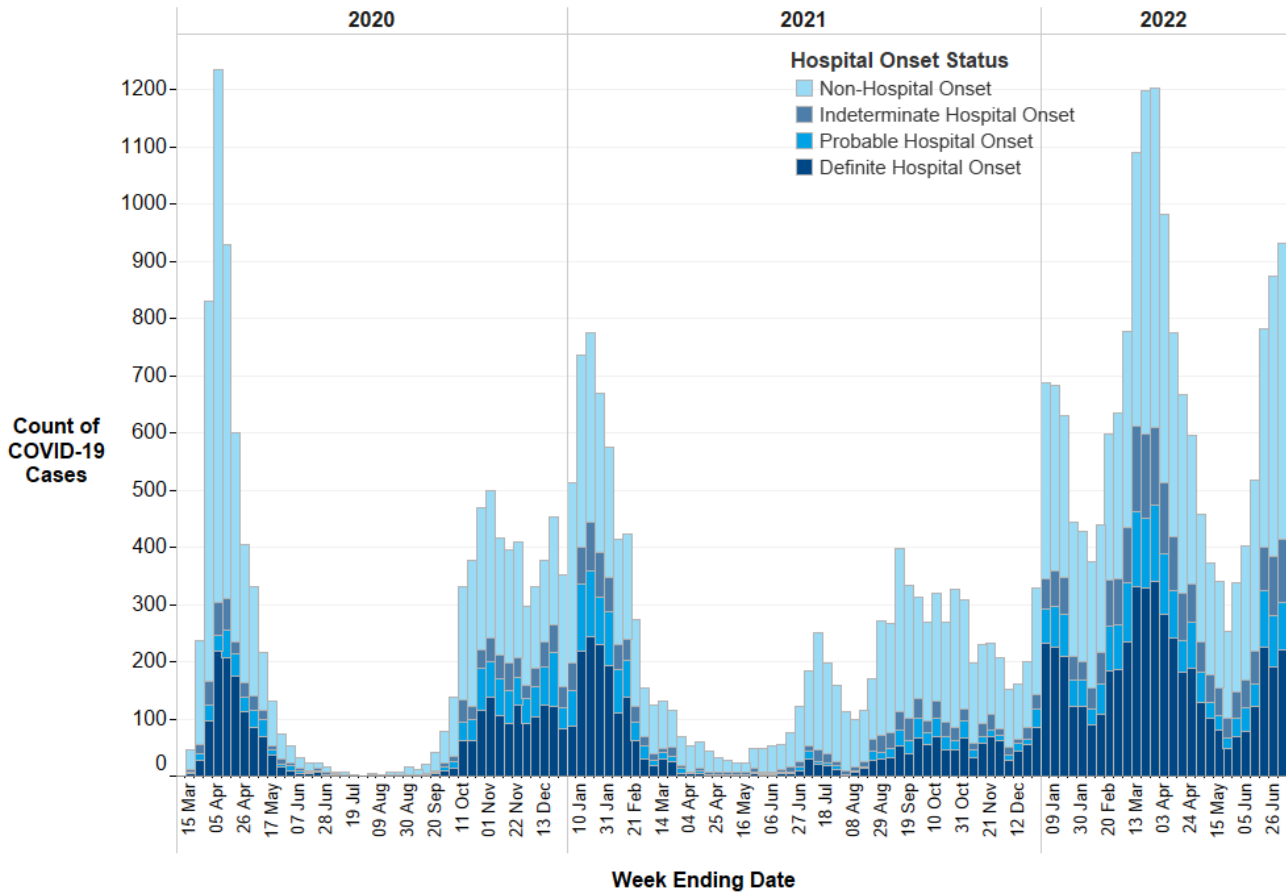 2020
2021
2022
Hospital Onset Status
Non-Hospital Onset
Indeterminate Hospital Onset
Probable Hospital Onset
Definite Hospital Onset
1200
1100
1000
900
800
700
600
500
400
300
200
100
0
Count of
COVID-19
Cases
15 Mar
05 Apr
26 Apr
17 May
07 Jun
28 Jun
19 Jul
09 Aug
30 Aug
20 Sep
11 Oct
01 Nov
22 Nov
13 Dec
10 Jan
31 Jan
21 Feb
14 Mar
04 Apr
25 Apr
16 May
06 Jun
27 Jun
18 Jul
08 Aug
29 Aug
19 Sep
10 Oct
31 Oct
21 Nov
12 Dec
09 Jan
30 Jan
20 Feb
13 Mar
03 Apr
24 Apr
15 May
05 Jun
26 Jun
Week Ending Date